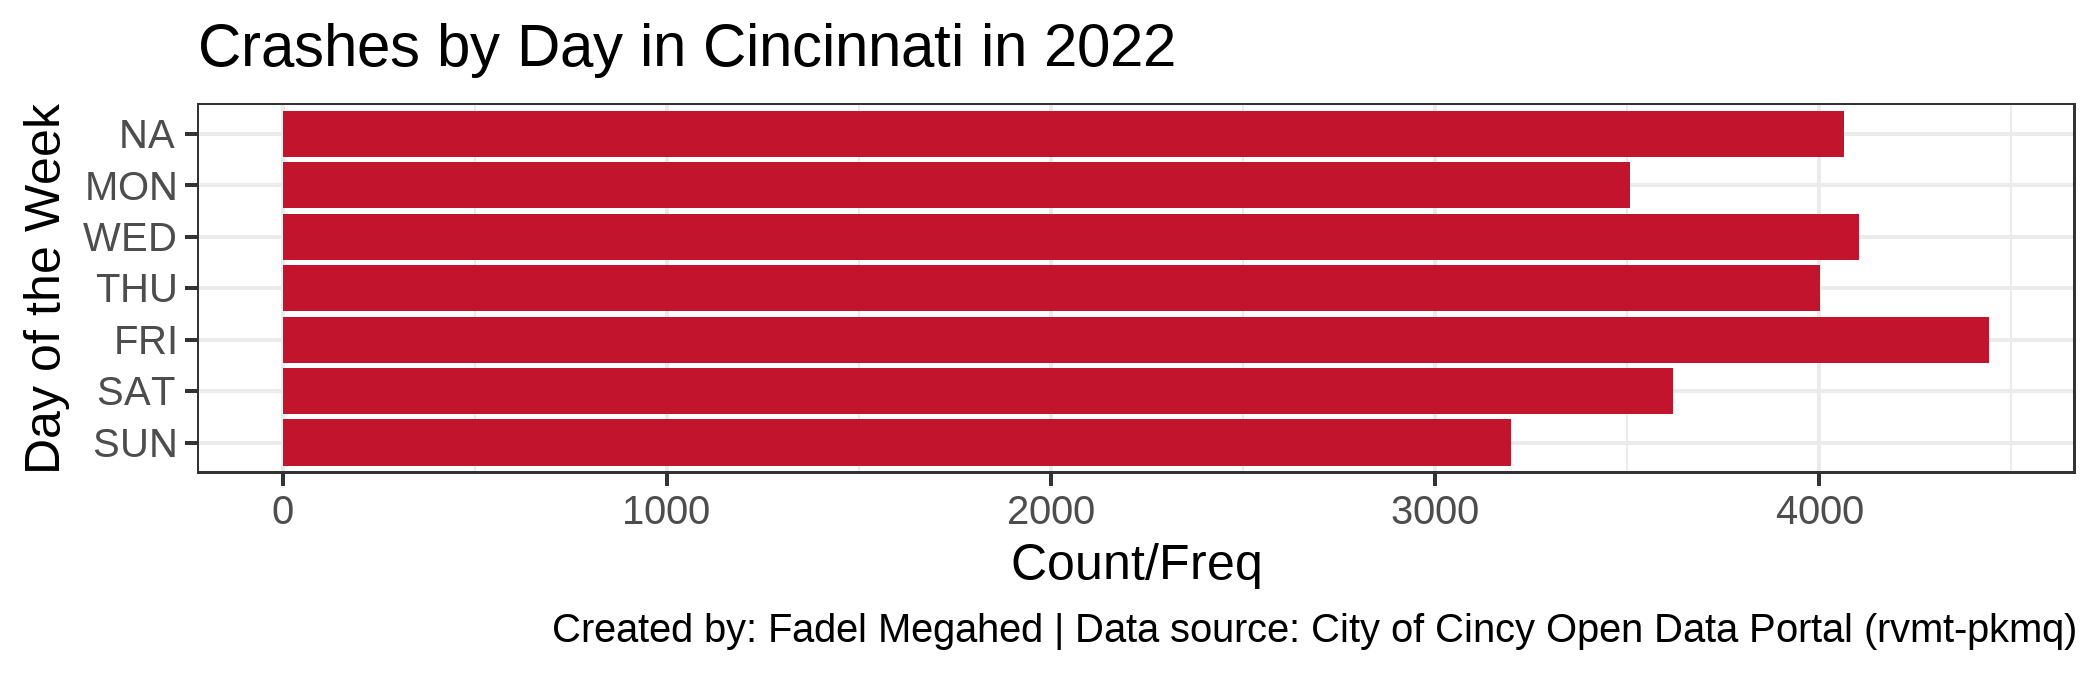 Crashes by Day in Cincinnati in 2022
Day of the Week
NA
MON
WED
THU
FRI
SAT
SUN
0 1000 2000 3000 4000
Count/Freq
Created by: Fadel Megahed | Data source: City of Cincy Open Data Portal (rvmt-pkmq)